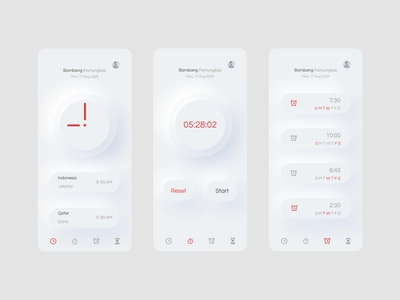 Bambang Pamungkas
Mon, 17 Aug 2020
Indonesia
Jakarta
5:30 AM
Qatar
Doha
9:30 AM
Bambang Pamungkas
Mon, 17 Aug 2020
05:28:02
Reset
Start
Bambang Pamungkas
Mon, 17 Aug 2020
7:30
S M T W T F S
10:00
S M T W T F S
6:45
S M T W T F S
2:30
S M T W T F S